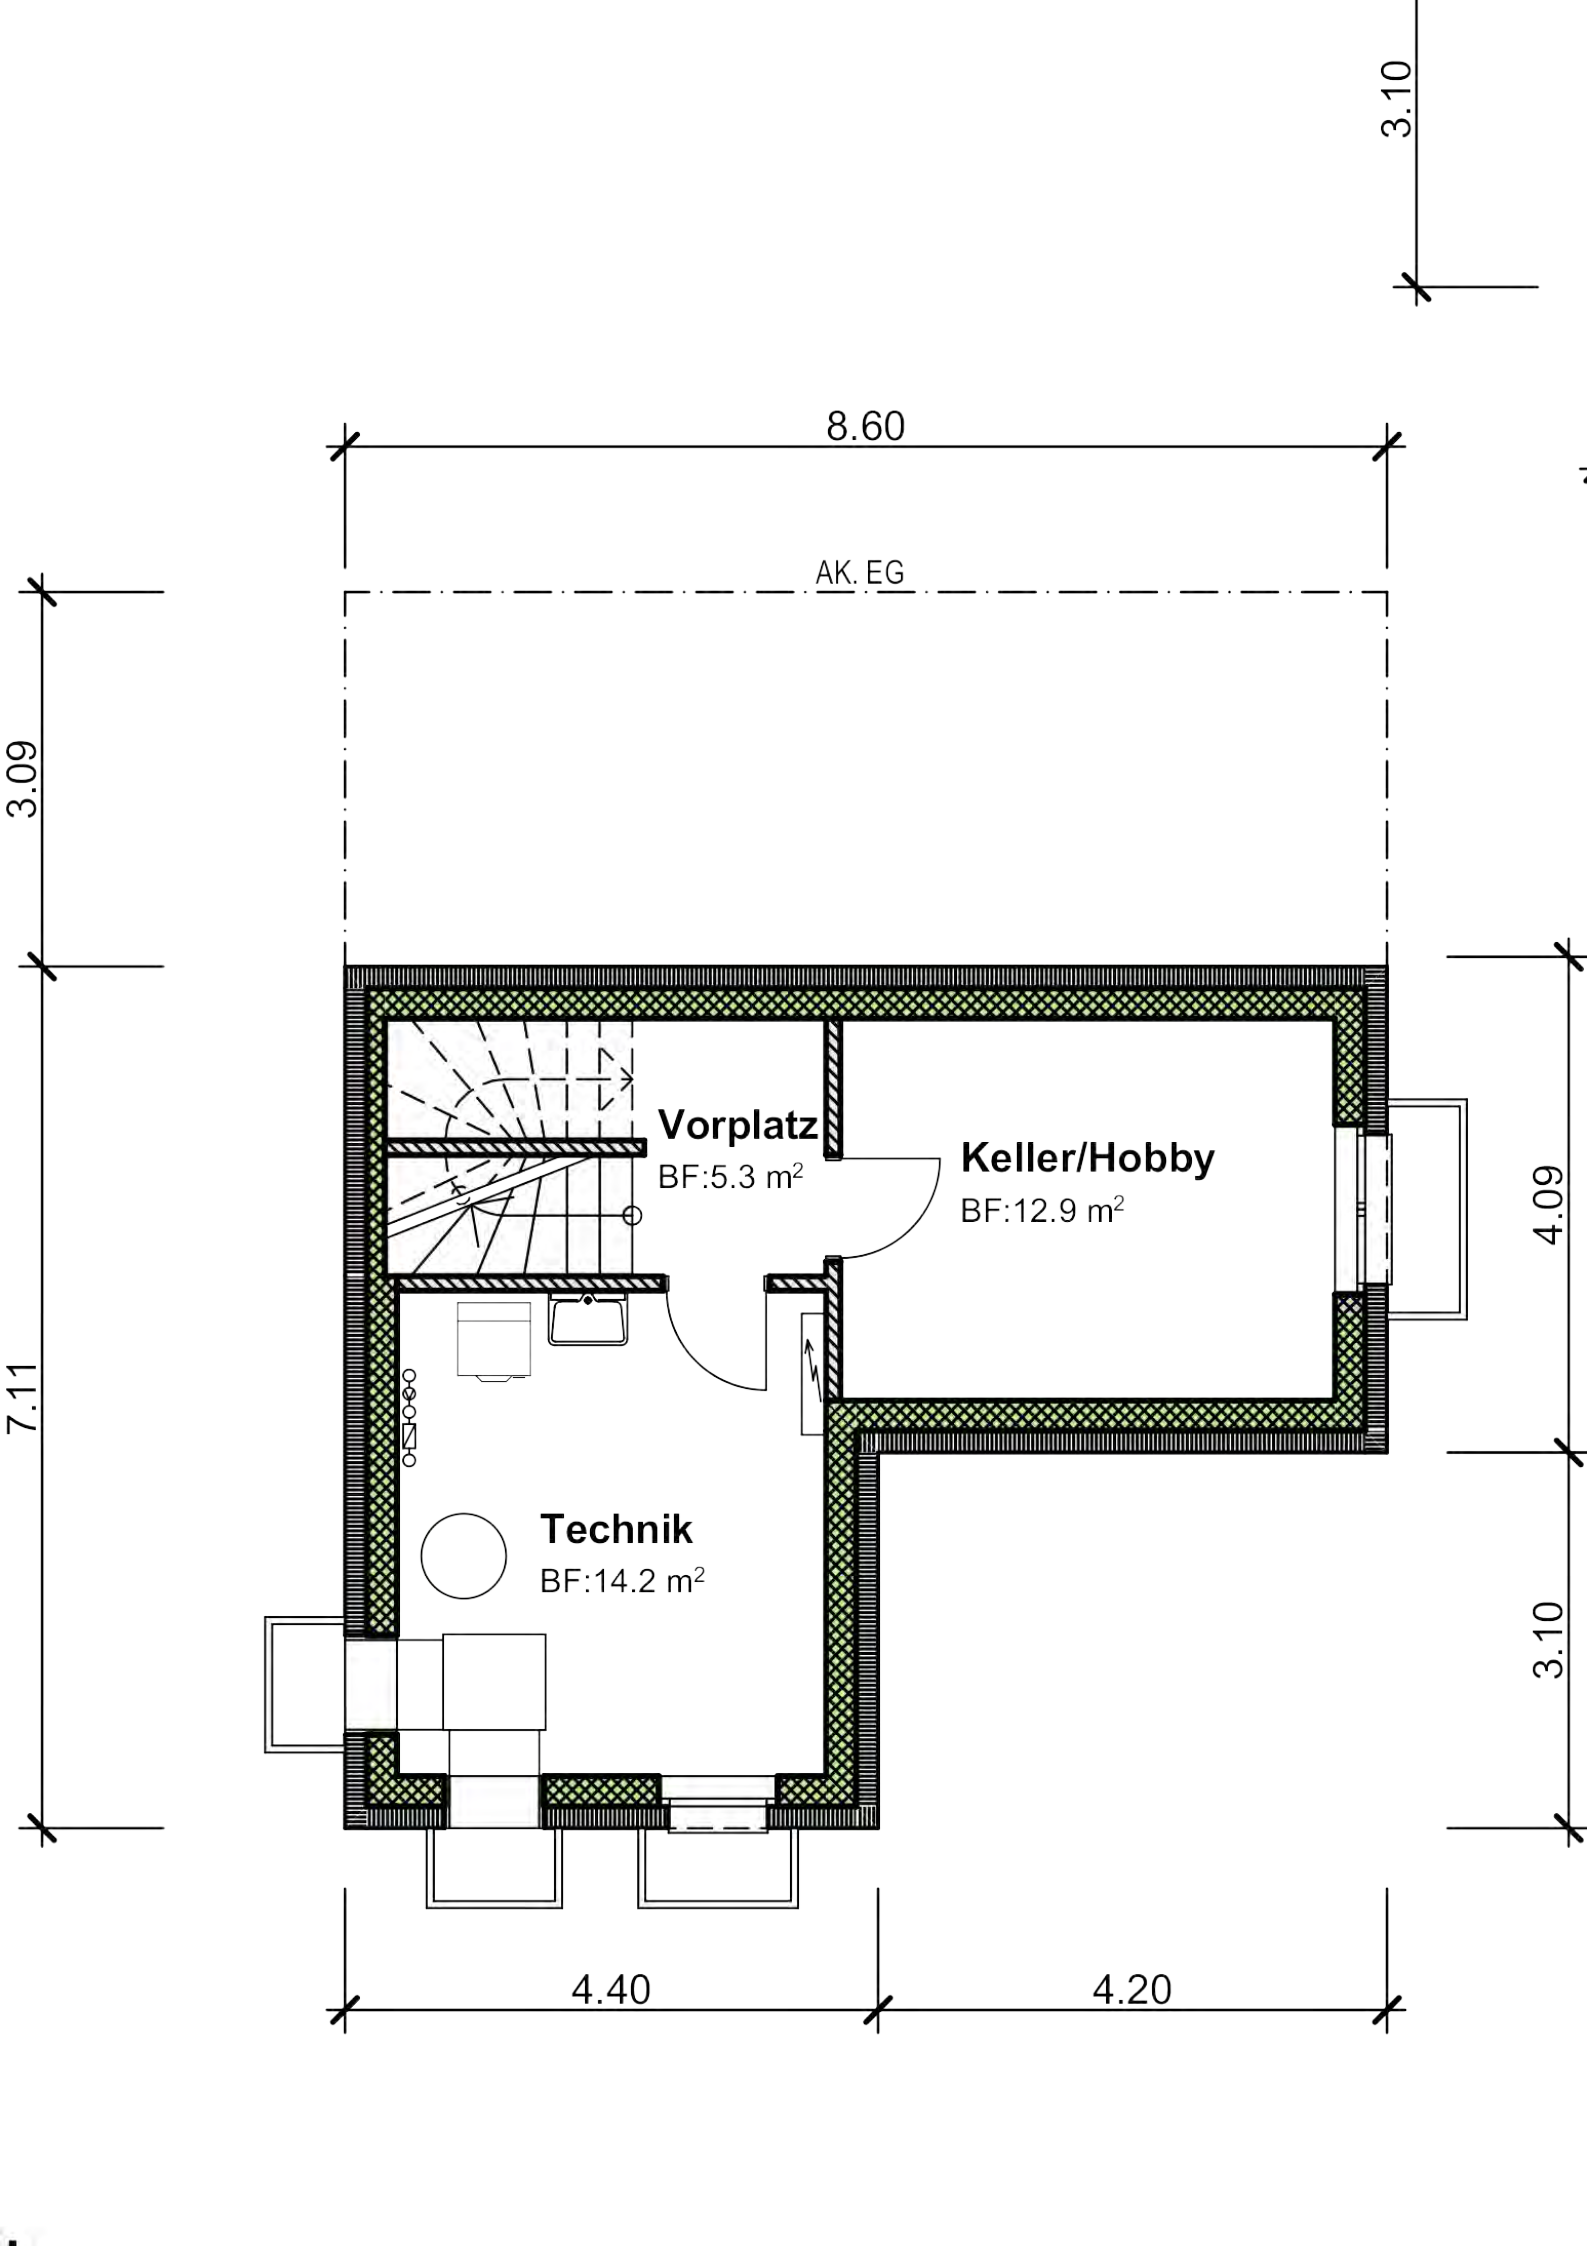 3.10
8.60
AK. EG
3.09
Vorplatz
BF:5.3 m²
Keller/Hobby
BF:12.9 m²
4.09
7.11
Technik
BF:14.2 m²
3.10
4.40
4.20